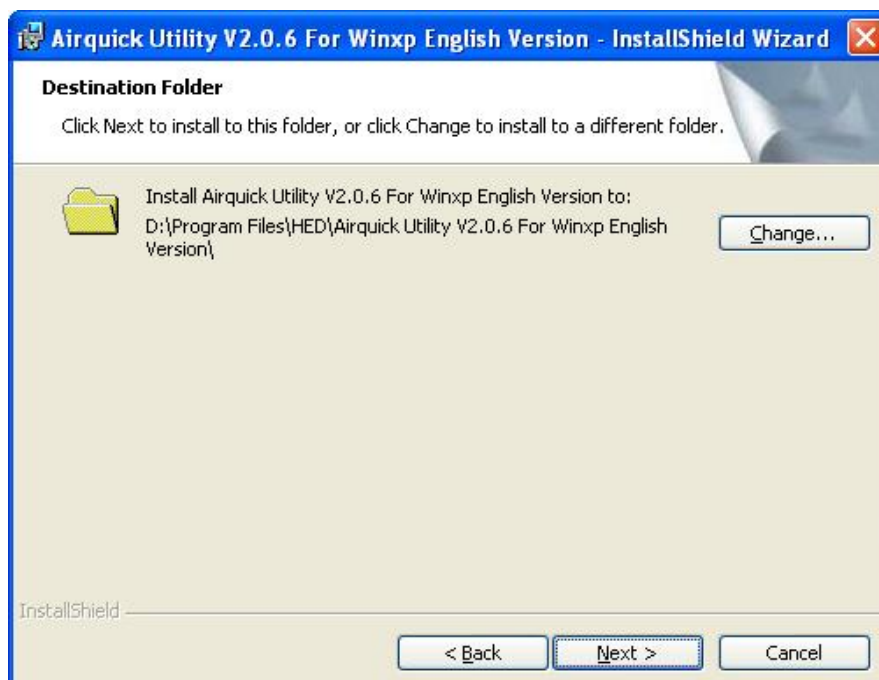 Airquick Utility V2.0.6 For Winxp English Version - InstallShield Wizard
Destination Folder
Click Next to install to this folder, or click Change to install to a different folder.
Install Airquick Utility V2.0.6 For Winxp English Version to:
D:\Program Files\HED\Airquick Utility V2.0.6 For Winxp English
Version\
Change...
InstallShield
< Back Next > Cancel